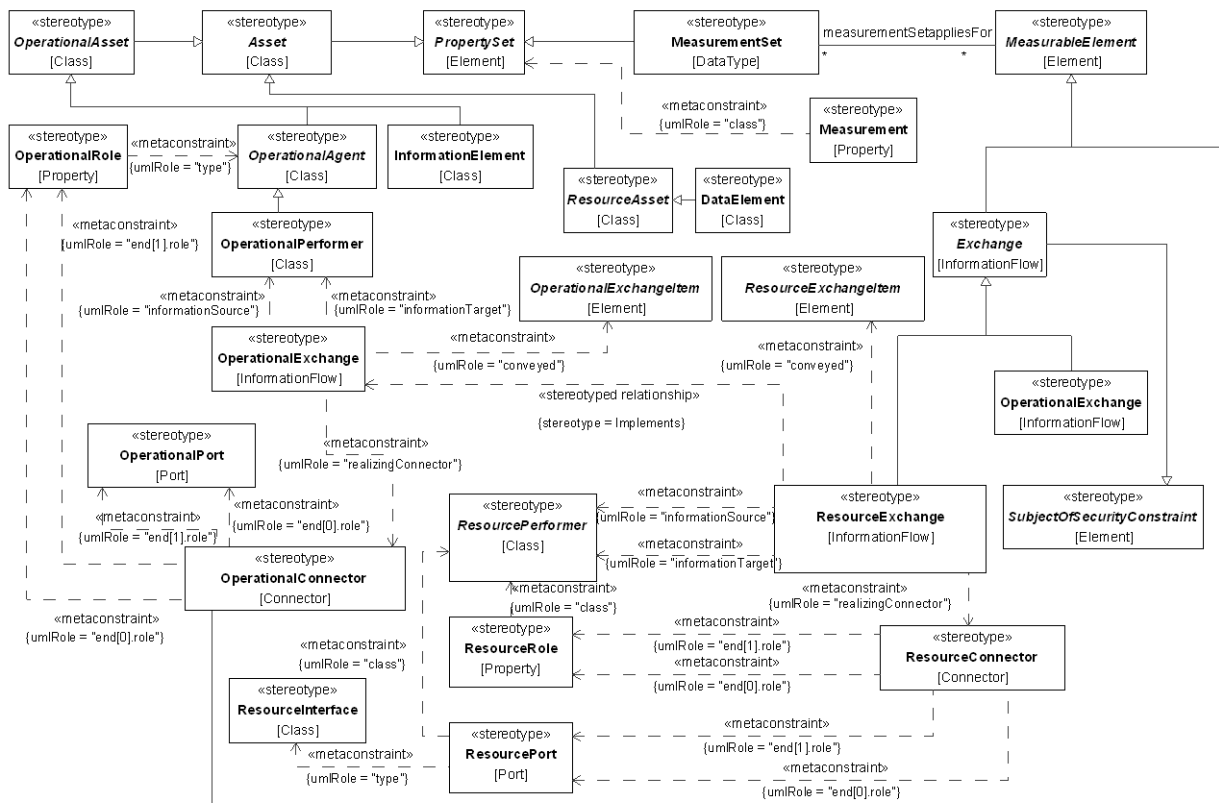 «stereotype»
OperationalAsset
[Class]
«stereotype»
Asset
[Class]
«stereotype»
PropertySet
[Element]
«stereotype»
MeasurementSet
[DataType]
measurementSetappliesFor
*
*
«stereotype»
MeasurableElement
[Element]
«metaconstraint»
{umlRole = "class"}
«stereotype»
Measurement
[Property]
«stereotype»
OperationalRole
[Property]
«metaconstraint»
{umlRole = "type"}
«stereotype»
OperationalAgent
[Class]
«stereotype»
InformationElement
[Class]
«stereotype»
ResourceAsset
[Class]
«stereotype»
DataElement
[Class]
«metaconstraint»
{umlRole = "end[1].role"}
«stereotype»
OperationalPerformer
[Class]
«stereotype»
Exchange
[InformationFlow]
«metaconstraint»
{umlRole = "informationSource"}
«metaconstraint»
{umlRole = "informationTarget"}
«stereotype»
OperationalExchangeItem
[Element]
«stereotype»
ResourceExchangeItem
[Element]
«stereotype»
OperationalExchange
[InformationFlow]
«metaconstraint»
{umlRole = "conveyed"}
«metaconstraint»
{umlRole = "conveyed"}
«stereotyped relationship»
{stereotype = Implements}
«stereotype»
OperationalExchange
[InformationFlow]
«stereotype»
OperationalPort
[Port]
«metaconstraint»
{umlRole = "realizingConnector"}
«metaconstraint»
{umlRole = "end[1].role"}
«metaconstraint»
{umlRole = "end[0].role"}
«stereotype»
ResourcePerformer
[Class]
«metaconstraint»
{umlRole = "informationSource"}
«metaconstraint»
{umlRole = "informationTarget"}
«stereotype»
ResourceExchange
[InformationFlow]
«stereotype»
SubjectOfSecurityConstraint
[Element]
«stereotype»
OperationalConnector
[Connector]
«metaconstraint»
{umlRole = "end[0].role"}
«metaconstraint»
{umlRole = "class"}
«metaconstraint»
{umlRole = "realizingConnector"}
«metaconstraint»
{umlRole = "class"}
«stereotype»
ResourceRole
[Property]
«metaconstraint»
{umlRole = "end[1].role"}
«metaconstraint»
{umlRole = "end[0].role"}
«stereotype»
ResourceConnector
[Connector]
«stereotype»
ResourceInterface
[Class]
«metaconstraint»
{umlRole = "type"}
«stereotype»
ResourcePort
[Port]
«metaconstraint»
{umlRole = "end[1].role"}
«metaconstraint»
{umlRole = "end[0].role"}